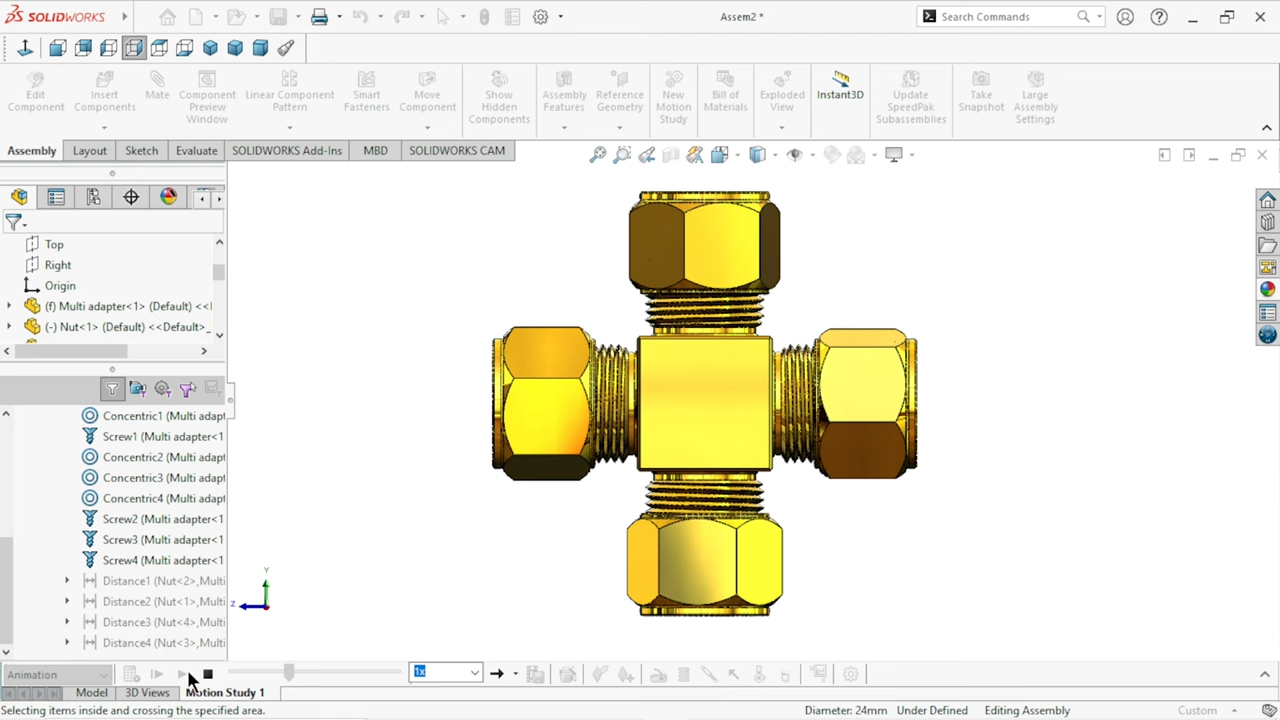 SOLIDWORKS
Assem2 *
Search Commands
Edit Component
Insert Components
Mate
Component Preview Window
Linear Component Pattern
Smart Fasteners
Move Component
Show Hidden Components
Assembly Features
Reference Geometry
New Motion Study
Bill of Materials
Exploded View
Instant3D
Update SpeedPak Subassemblies
Take Snapshot
Large Assembly Settings
Assembly
Layout
Sketch
Evaluate
SOLIDWORKS Add-Ins
MBD
SOLIDWORKS CAM
Top
Right
Origin
(f) Multi adapter<1> (Default) <<
(-) Nut<1> (Default) <<Default>_
Concentric1 (Multi adapt
Screw1 (Multi adapter<1
Concentric2 (Multi adapt
Concentric3 (Multi adapt
Concentric4 (Multi adapt
Screw2 (Multi adapter<1
Screw3 (Multi adapter<1
Screw4 (Multi adapter<1
Distance1 (Nut<2>,Multi
Distance2 (Nut<1>,Multi
Distance3 (Nut<4>,Multi
Distance4 (Nut<3>,Multi
Y
Z
Animation
1x
Model
3D Views
Motion Study 1
Selecting items inside and crossing the specified area.
Diameter: 24mm
Under Defined
Editing Assembly
Custom